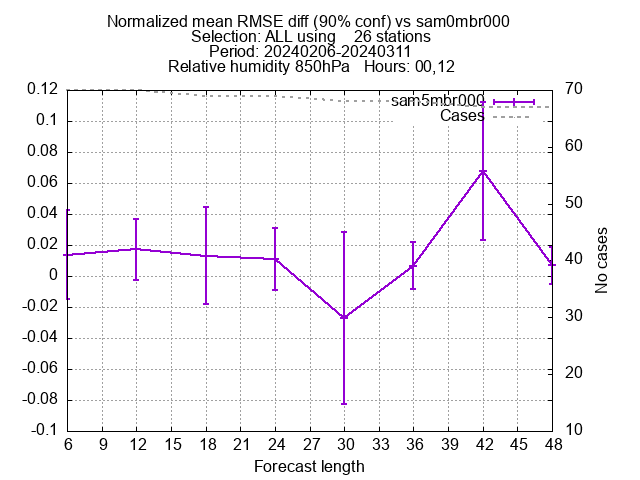 Normalized mean RMSE diff (90% conf) vs sam0mbr000
Selection: ALL using    26 stations
Period: 20240206-20240311
Relative humidity 850hPa   Hours: 00,12
sam5mbr000
Cases
0.12
0.1
0.08
0.06
0.04
0.02
0
-0.02
-0.04
-0.06
-0.08
-0.1
70
60
50
40
30
20
10
No cases
6 9 12 15 18 21 24 27 30 33 36 39 42 45 48
Forecast length